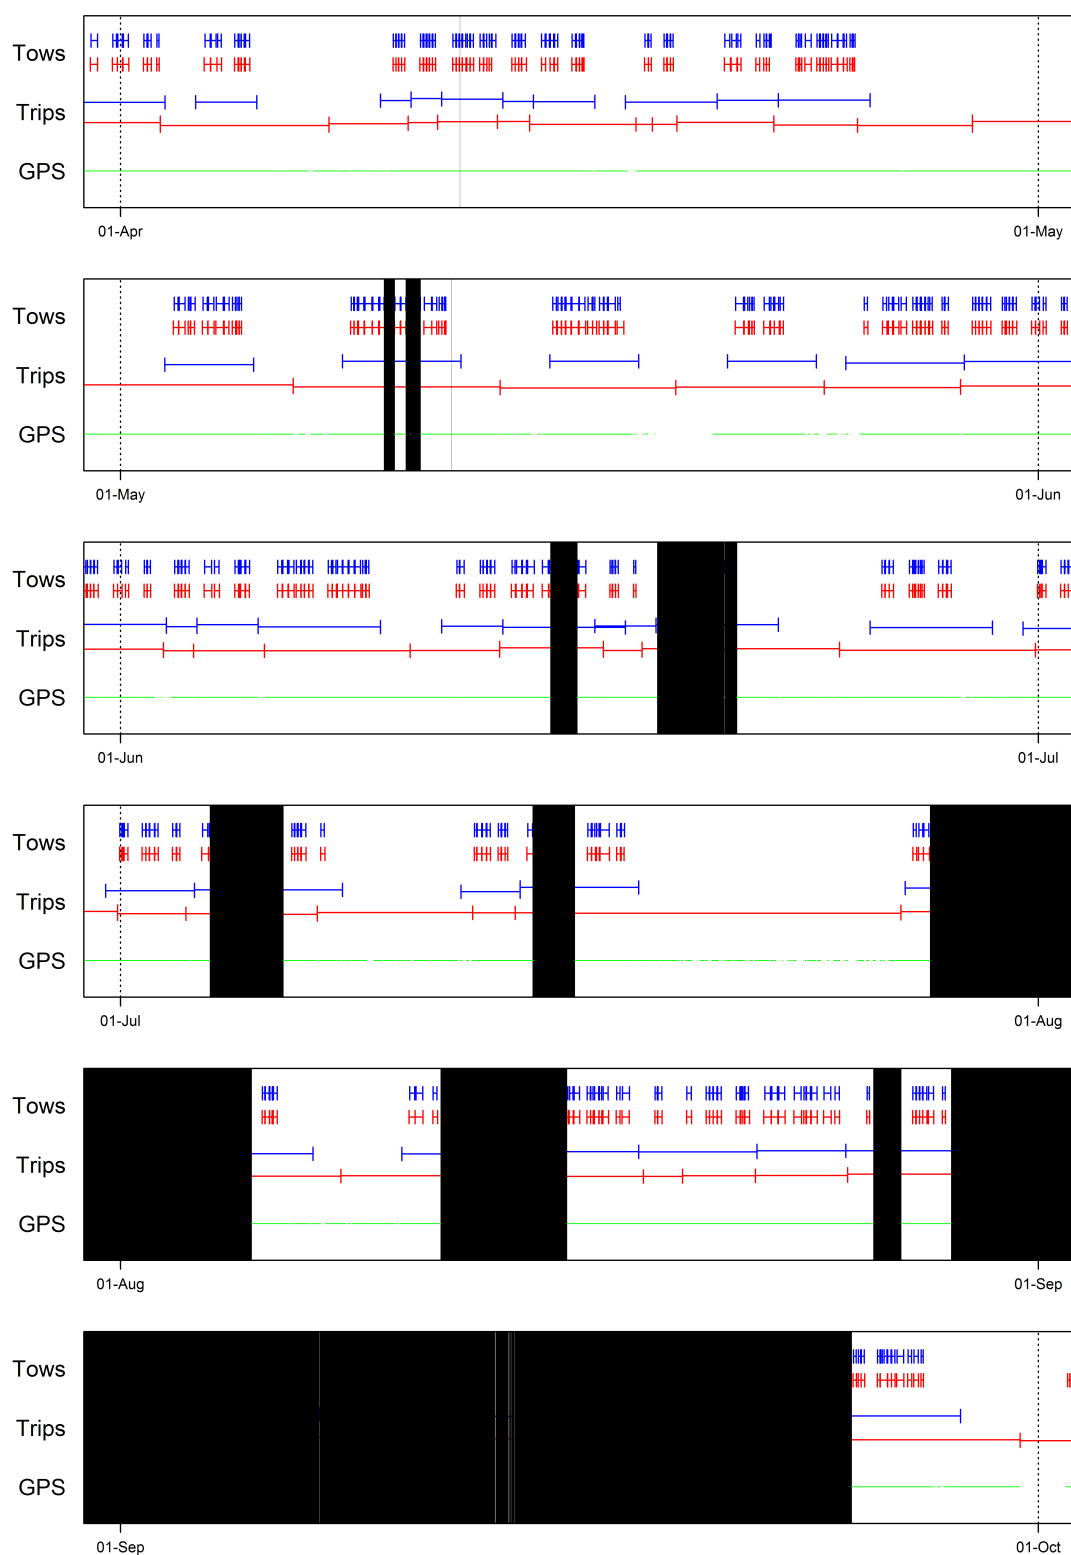 Tows
Trips
GPS
01-Apr 01-May
Tows
Trips
GPS
01-May 01-Jun
Tows
Trips
GPS
01-Jun 01-Jul
Tows
Trips
GPS
01-Jul 01-Aug
Tows
Trips
GPS
01-Aug 01-Sep
Tows
Trips
GPS
01-Sep 01-Oct